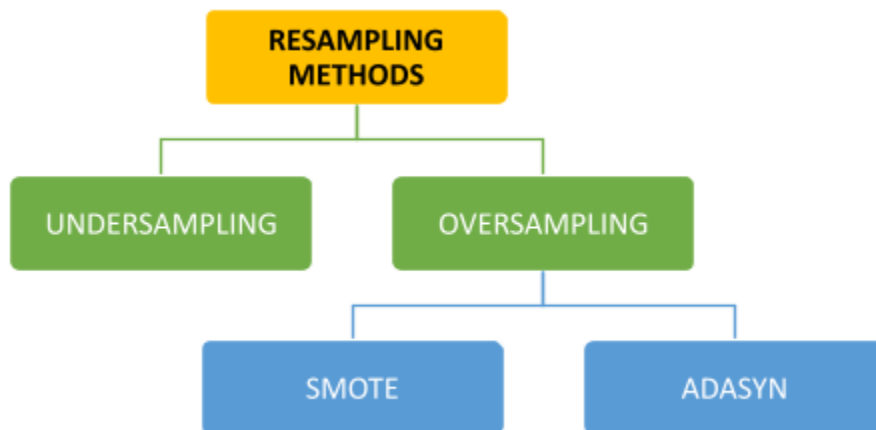 RESAMPLING
METHODS
UNDERSAMPLING
OVERSAMPLING
SMOTE
ADASYN